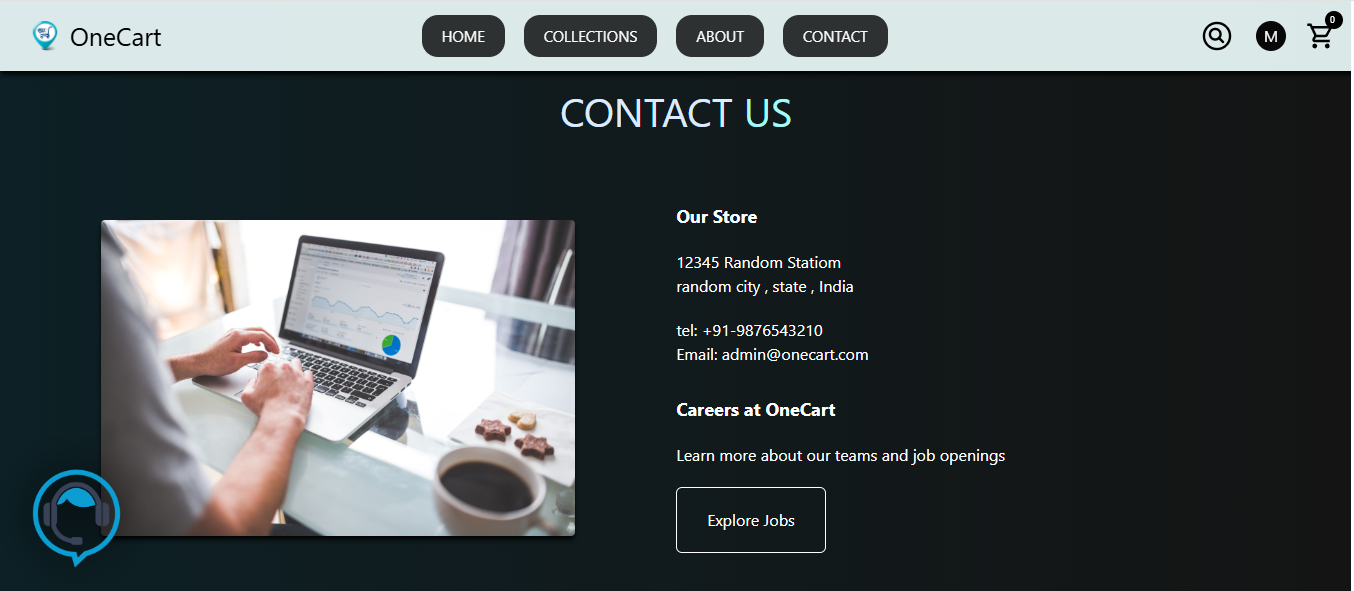 OneCart
HOME
COLLECTIONS
ABOUT
CONTACT
M
0
CONTACT US
Our Store
12345 Random Statiom
random city , state , India
tel: +91-9876543210
Email: admin@onecart.com
Careers at OneCart
Learn more about our teams and job openings
Explore Jobs